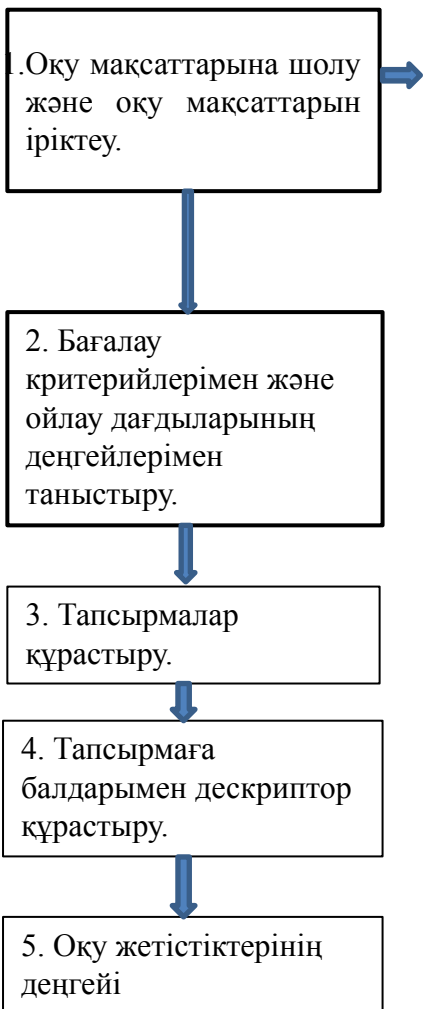 1.Оқу мақсаттарына шолу
және оқу мақсаттарын
іріктеу.
2. Бағалау
критерийлерімен және
ойлау дағдыларының
деңгейлерімен
таныстыру.
3. Тапсырмалар
құрастыру.
4. Тапсырмаға
балдарымен дескриптор
құрастыру.
5. Оқу жетістіктерінің
деңгейі